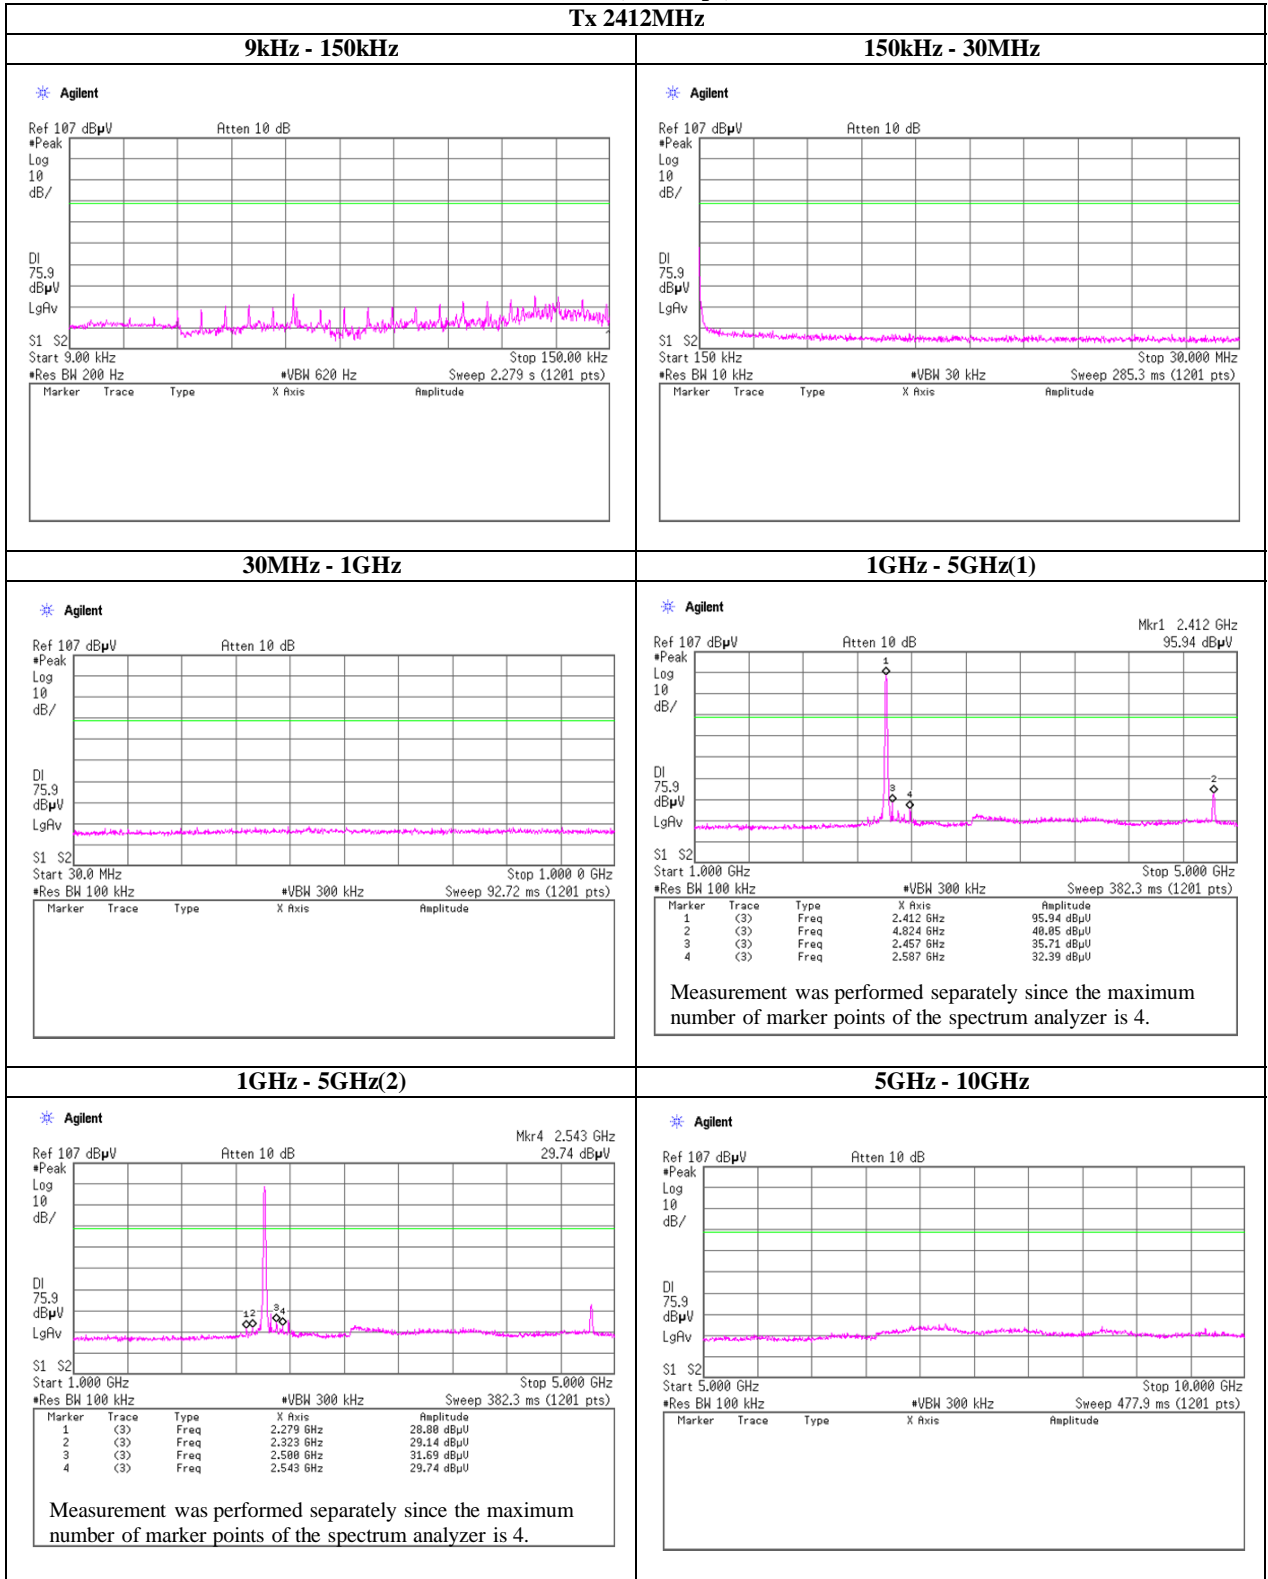 Tx 2412MHz
9kHz - 150kHz
Agilent
Ref 107 dBµV Atten 10 dB
#Peak
Log
10
dB/
DI
75.9
dBµV
LgAv
S1 S2
Start 9.00 kHz Stop 150.00 kHz
#Res BW 200 Hz #VBW 620 Hz Sweep 2.279 s (1201 pts)
Marker Trace Type X Axis Amplitude
150kHz - 30MHz
Agilent
Ref 107 dBµV Atten 10 dB
#Peak
Log
10
dB/
DI
75.9
dBµV
LgAv
S1 S2
Start 150 kHz Stop 30.000 MHz
#Res BW 10 kHz #VBW 30 kHz Sweep 285.3 ms (1201 pts)
Marker Trace Type X Axis Amplitude
30MHz - 1GHz
Agilent
Ref 107 dBµV Atten 10 dB
#Peak
Log
10
dB/
DI
75.9
dBµV
LgAv
S1 S2
Start 30.0 MHz Stop 1.000 0 GHz
#Res BW 100 kHz #VBW 300 kHz Sweep 92.72 ms (1201 pts)
Marker Trace Type X Axis Amplitude
1GHz - 5GHz(1)
Agilent
Mkr1 2.412 GHz
Ref 107 dBµV Atten 10 dB 95.94 dBµV
#Peak
Log
10
dB/
1
2
3
4
DI
75.9
dBµV
LgAv
S1 S2
Start 1.000 GHz Stop 5.000 GHz
#Res BW 100 kHz #VBW 300 kHz Sweep 382.3 ms (1201 pts)
Marker Trace Type X Axis Amplitude
1 (3) Freq 2.412 GHz 95.94 dBµV
2 (3) Freq 4.824 GHz 40.05 dBµV
3 (3) Freq 2.457 GHz 35.71 dBµV
4 (3) Freq 2.587 GHz 32.39 dBµV
Measurement was performed separately since the maximum
number of marker points of the spectrum analyzer is 4.
1GHz - 5GHz(2)
Agilent
Mkr4 2.543 GHz
Ref 107 dBµV Atten 10 dB 29.74 dBµV
#Peak
Log
10
dB/
DI
75.9
dBµV
12 34
LgAv
S1 S2
Start 1.000 GHz Stop 5.000 GHz
#Res BW 100 kHz #VBW 300 kHz Sweep 382.3 ms (1201 pts)
Marker Trace Type X Axis Amplitude
1 (3) Freq 2.279 GHz 28.80 dBµV
2 (3) Freq 2.323 GHz 29.14 dBµV
3 (3) Freq 2.500 GHz 31.69 dBµV
4 (3) Freq 2.543 GHz 29.74 dBµV
Measurement was performed separately since the maximum
number of marker points of the spectrum analyzer is 4.
5GHz - 10GHz
Agilent
Ref 107 dBµV Atten 10 dB
#Peak
Log
10
dB/
DI
75.9
dBµV
LgAv
S1 S2
Start 5.000 GHz Stop 10.000 GHz
#Res BW 100 kHz #VBW 300 kHz Sweep 477.9 ms (1201 pts)
Marker Trace Type X Axis Amplitude